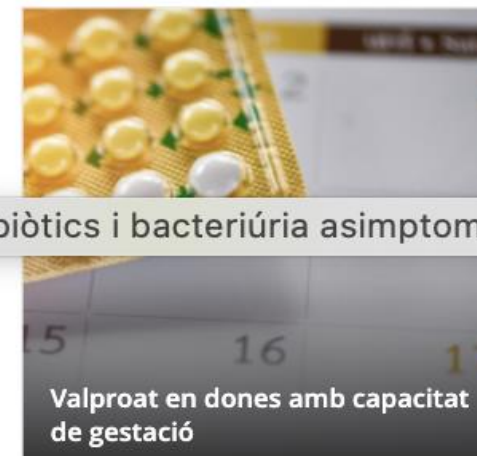 biòtics i bacteriúria asimptom
15
16
Valproat en dones amb capacitat
de gestació